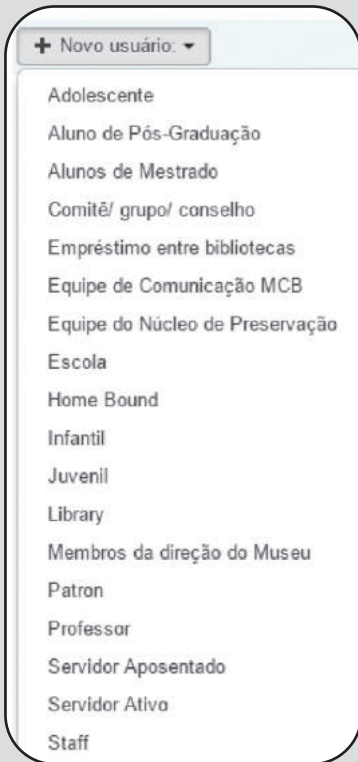 + Novo usuário:
Adolescente
Aluno de Pós-Graduação
Alunos de Mestrado
Comitê/ grupo/ conselho
Empréstimo entre bibliotecas
Equipe de Comunicação MCB
Equipe do Núcleo de Preservação
Escola
Home Bound
Infantil
Juvenil
Library
Membros da direção do Museu
Patron
Professor
Servidor Aposentado
Servidor Ativo
Staff